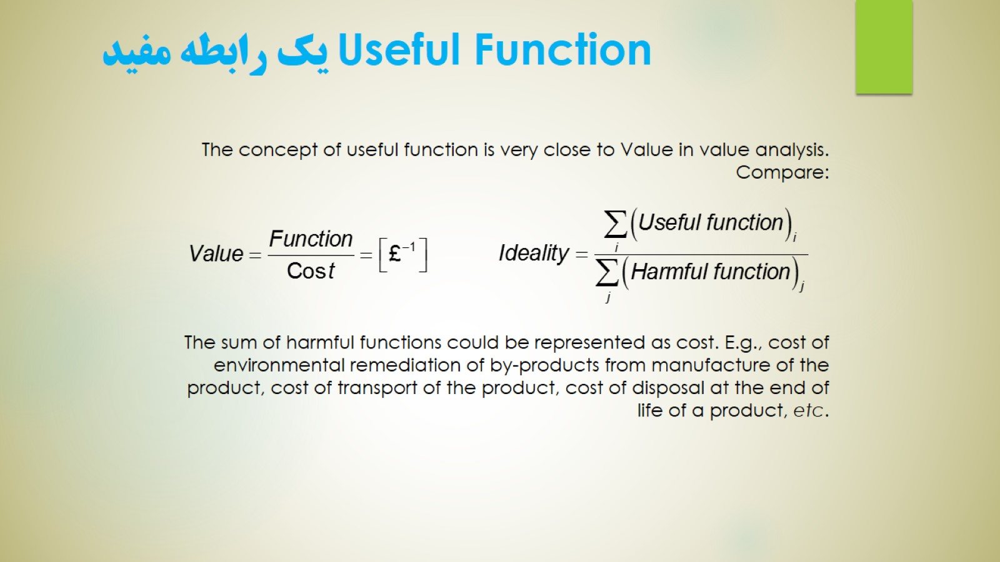 یک رابطه مفید Useful Function
The concept of useful function is very close to Value in value analysis.
Compare:
Value = Function / Cost = [£⁻¹]
Ideality = ∑ᵢ(Useful function)ᵢ / ∑ⱼ(Harmful function)ⱼ
The sum of harmful functions could be represented as cost. E.g., cost of
environmental remediation of by-products from manufacture of the
product, cost of transport of the product, cost of disposal at the end of
life of a product, etc.